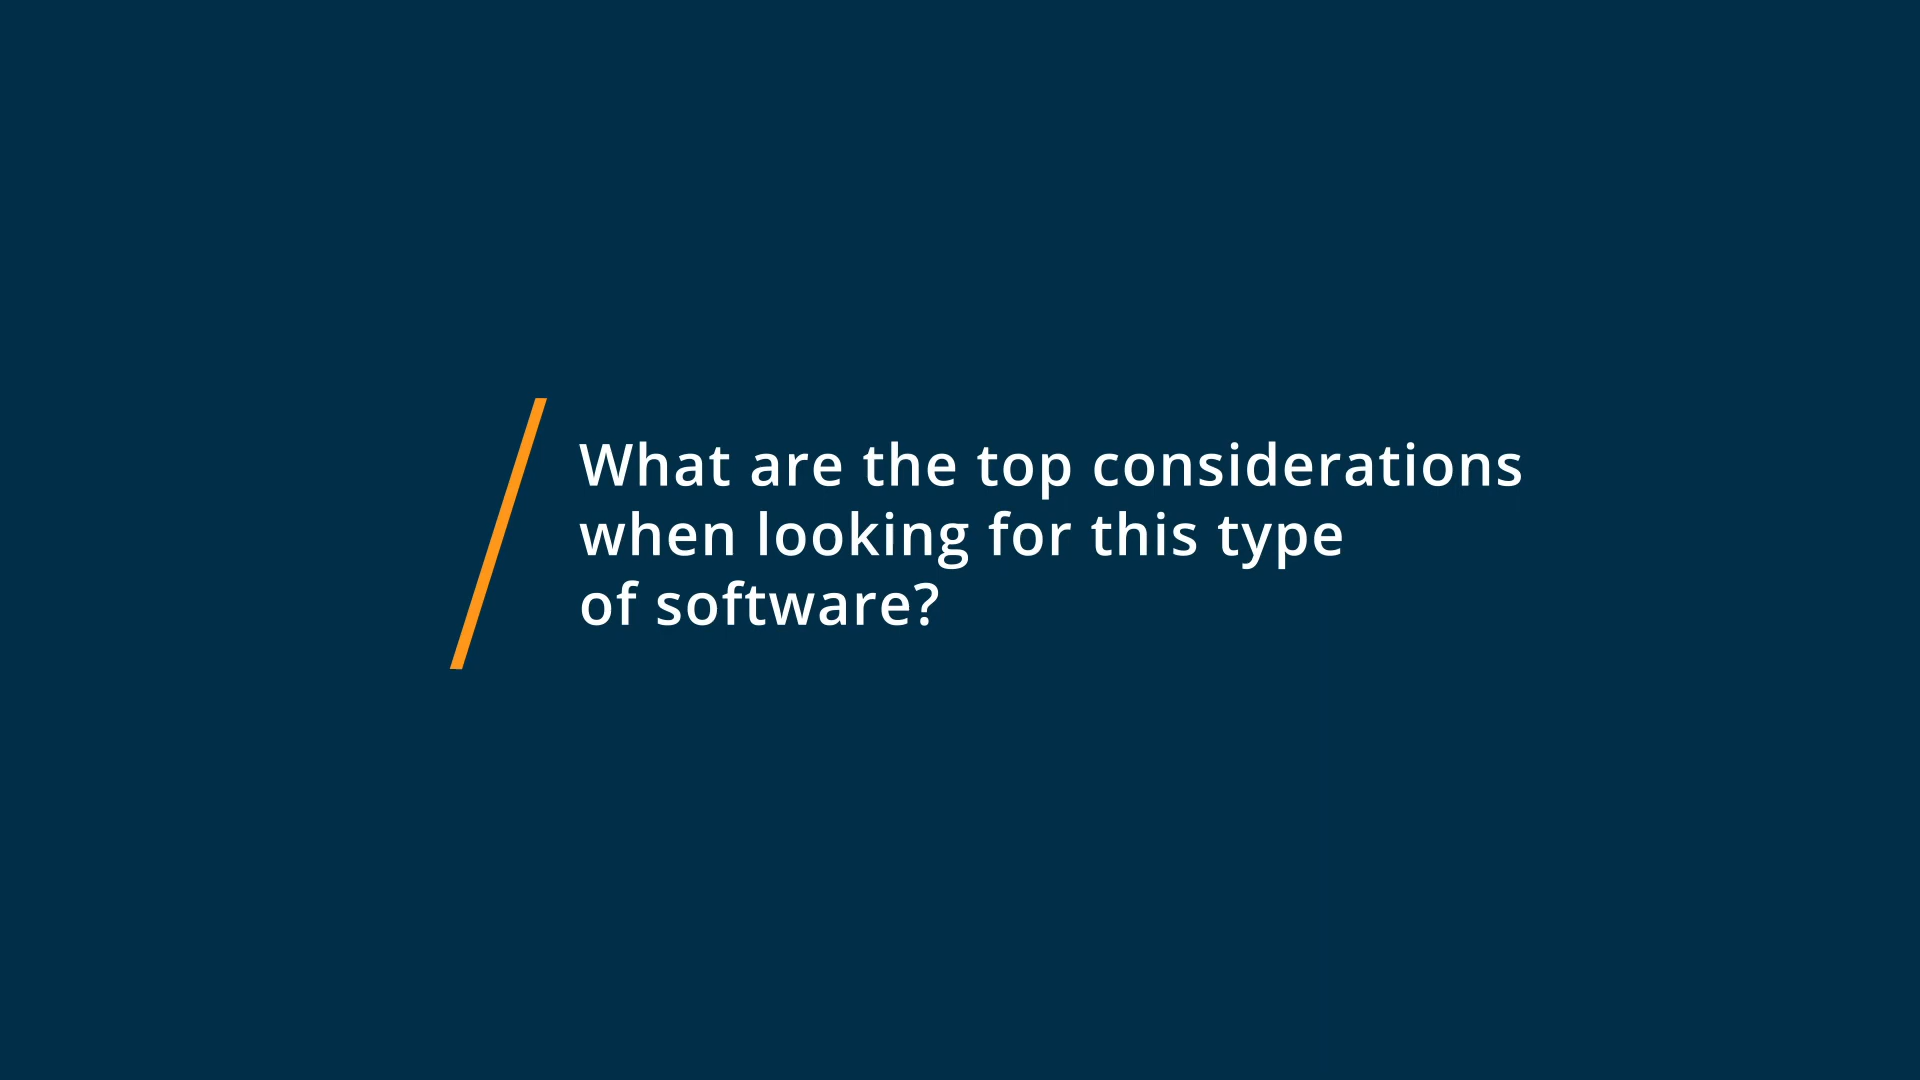 What are the top considerations
when looking for this type
of software?